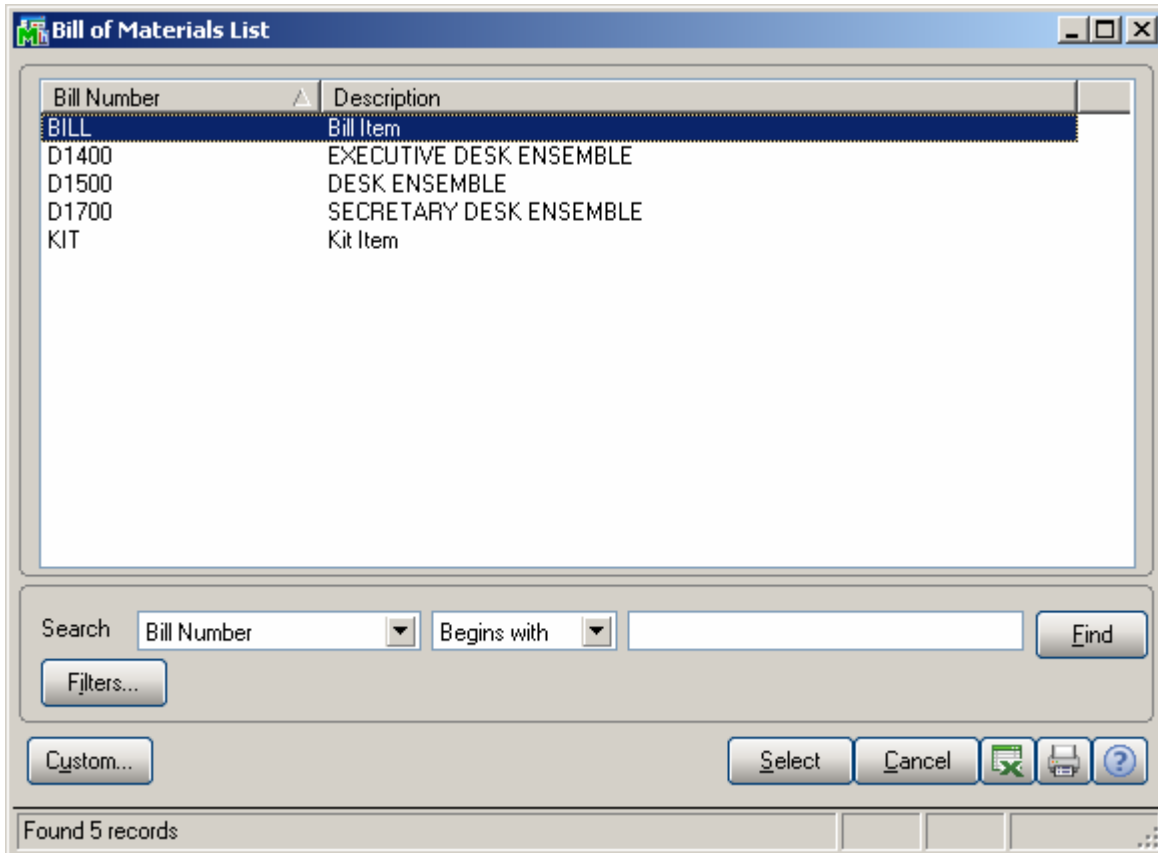 Bill of Materials List
Bill Number Description
BILL Bill Item
D1400 EXECUTIVE DESK ENSEMBLE
D1500 DESK ENSEMBLE
D1700 SECRETARY DESK ENSEMBLE
KIT Kit Item
Search Bill Number Begins with Find
Filters...
Custom... Select Cancel
Found 5 records